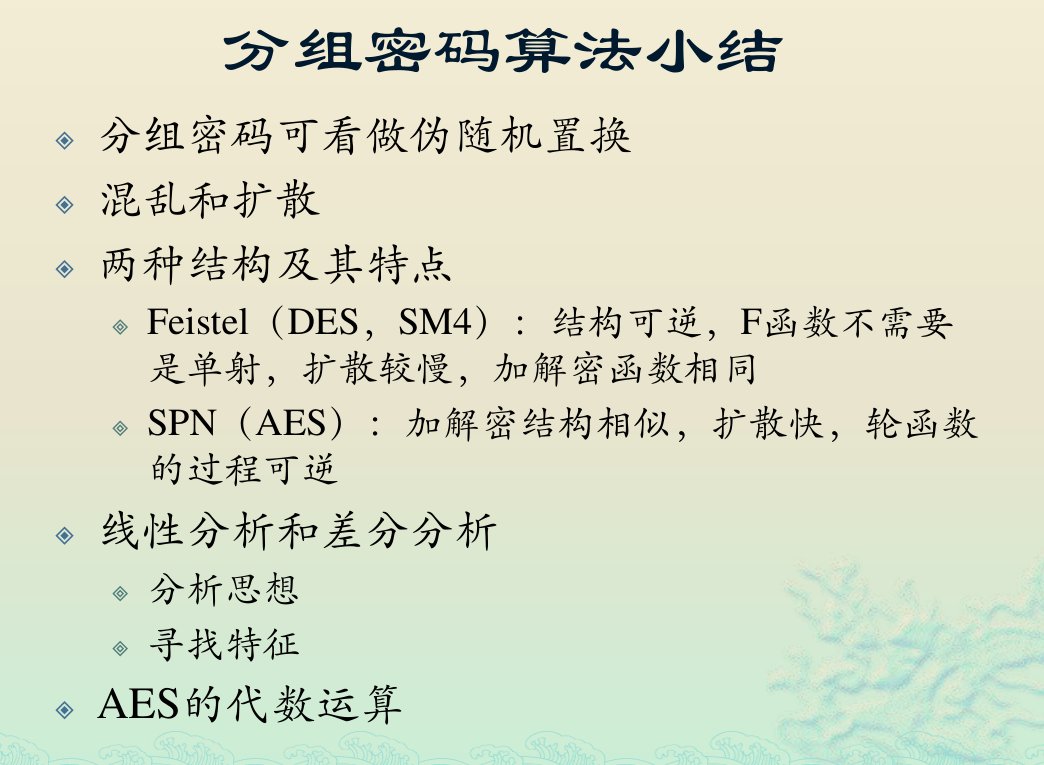 分组密码算法小结
分组密码可看做伪随机置换
混乱和扩散
两种结构及其特点
Feistel（DES，SM4）：结构可逆，F函数不需要
是单射，扩散较慢，加解密函数相同
SPN（AES）：加解密结构相似，扩散快，轮函数
的过程可逆
线性分析和差分分析
分析思想
寻找特征
AES的代数运算